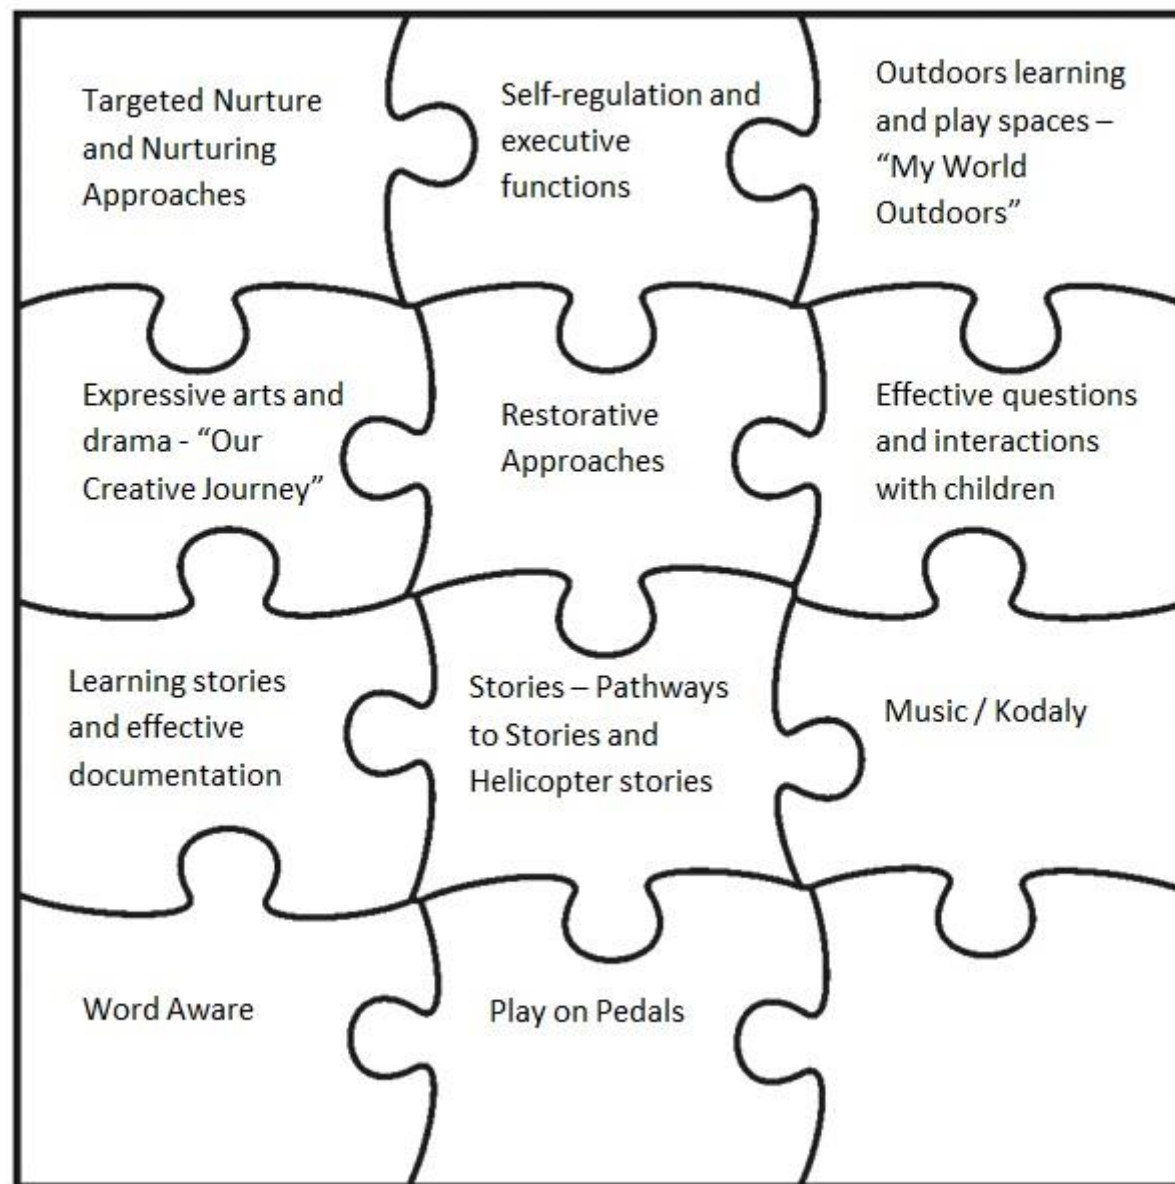 Targeted Nurture
and Nurturing
Approaches
Self-regulation and
executive
functions
Outdoors learning
and play spaces –
“My World
Outdoors”
Expressive arts and
drama - “Our
Creative Journey”
Restorative
Approaches
Effective questions
and interactions
with children
Learning stories
and effective
documentation
Stories – Pathways
to Stories and
Helicopter stories
Music / Kodaly
Word Aware
Play on Pedals